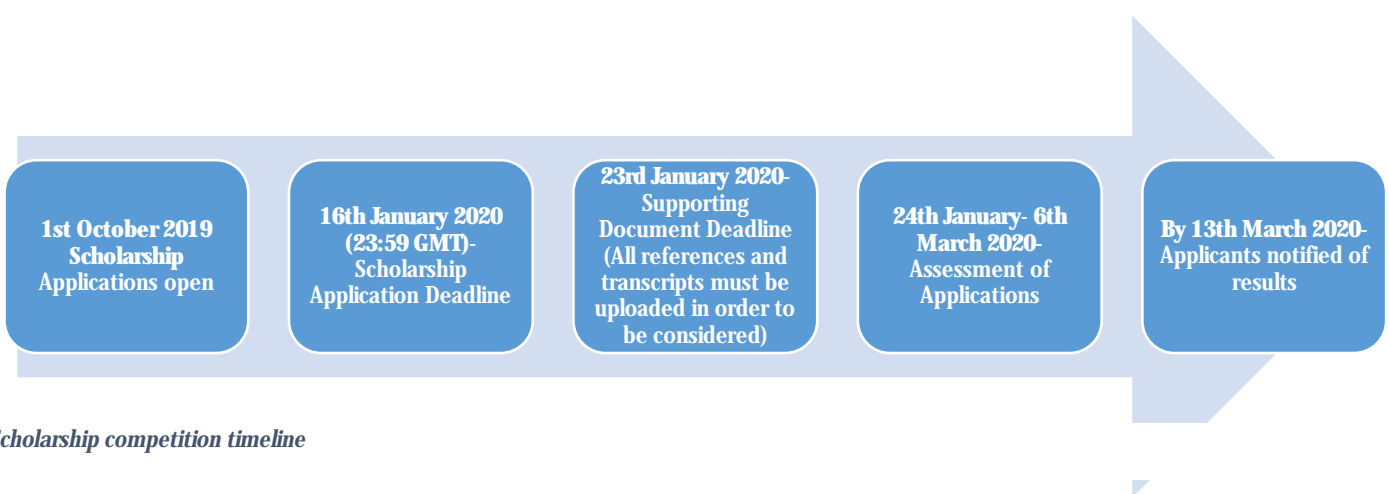 1st October 2019
Scholarship
Applications open
16th January 2020
(23:59 GMT)-
Scholarship
Application Deadline
23rd January 2020-
Supporting
Document Deadline
(All references and
transcripts must be
uploaded in order to
be considered)
24th January- 6th
March 2020-
Assessment of
Applications
By 13th March 2020-
Applicants notified of
results
cholarship competition timeline